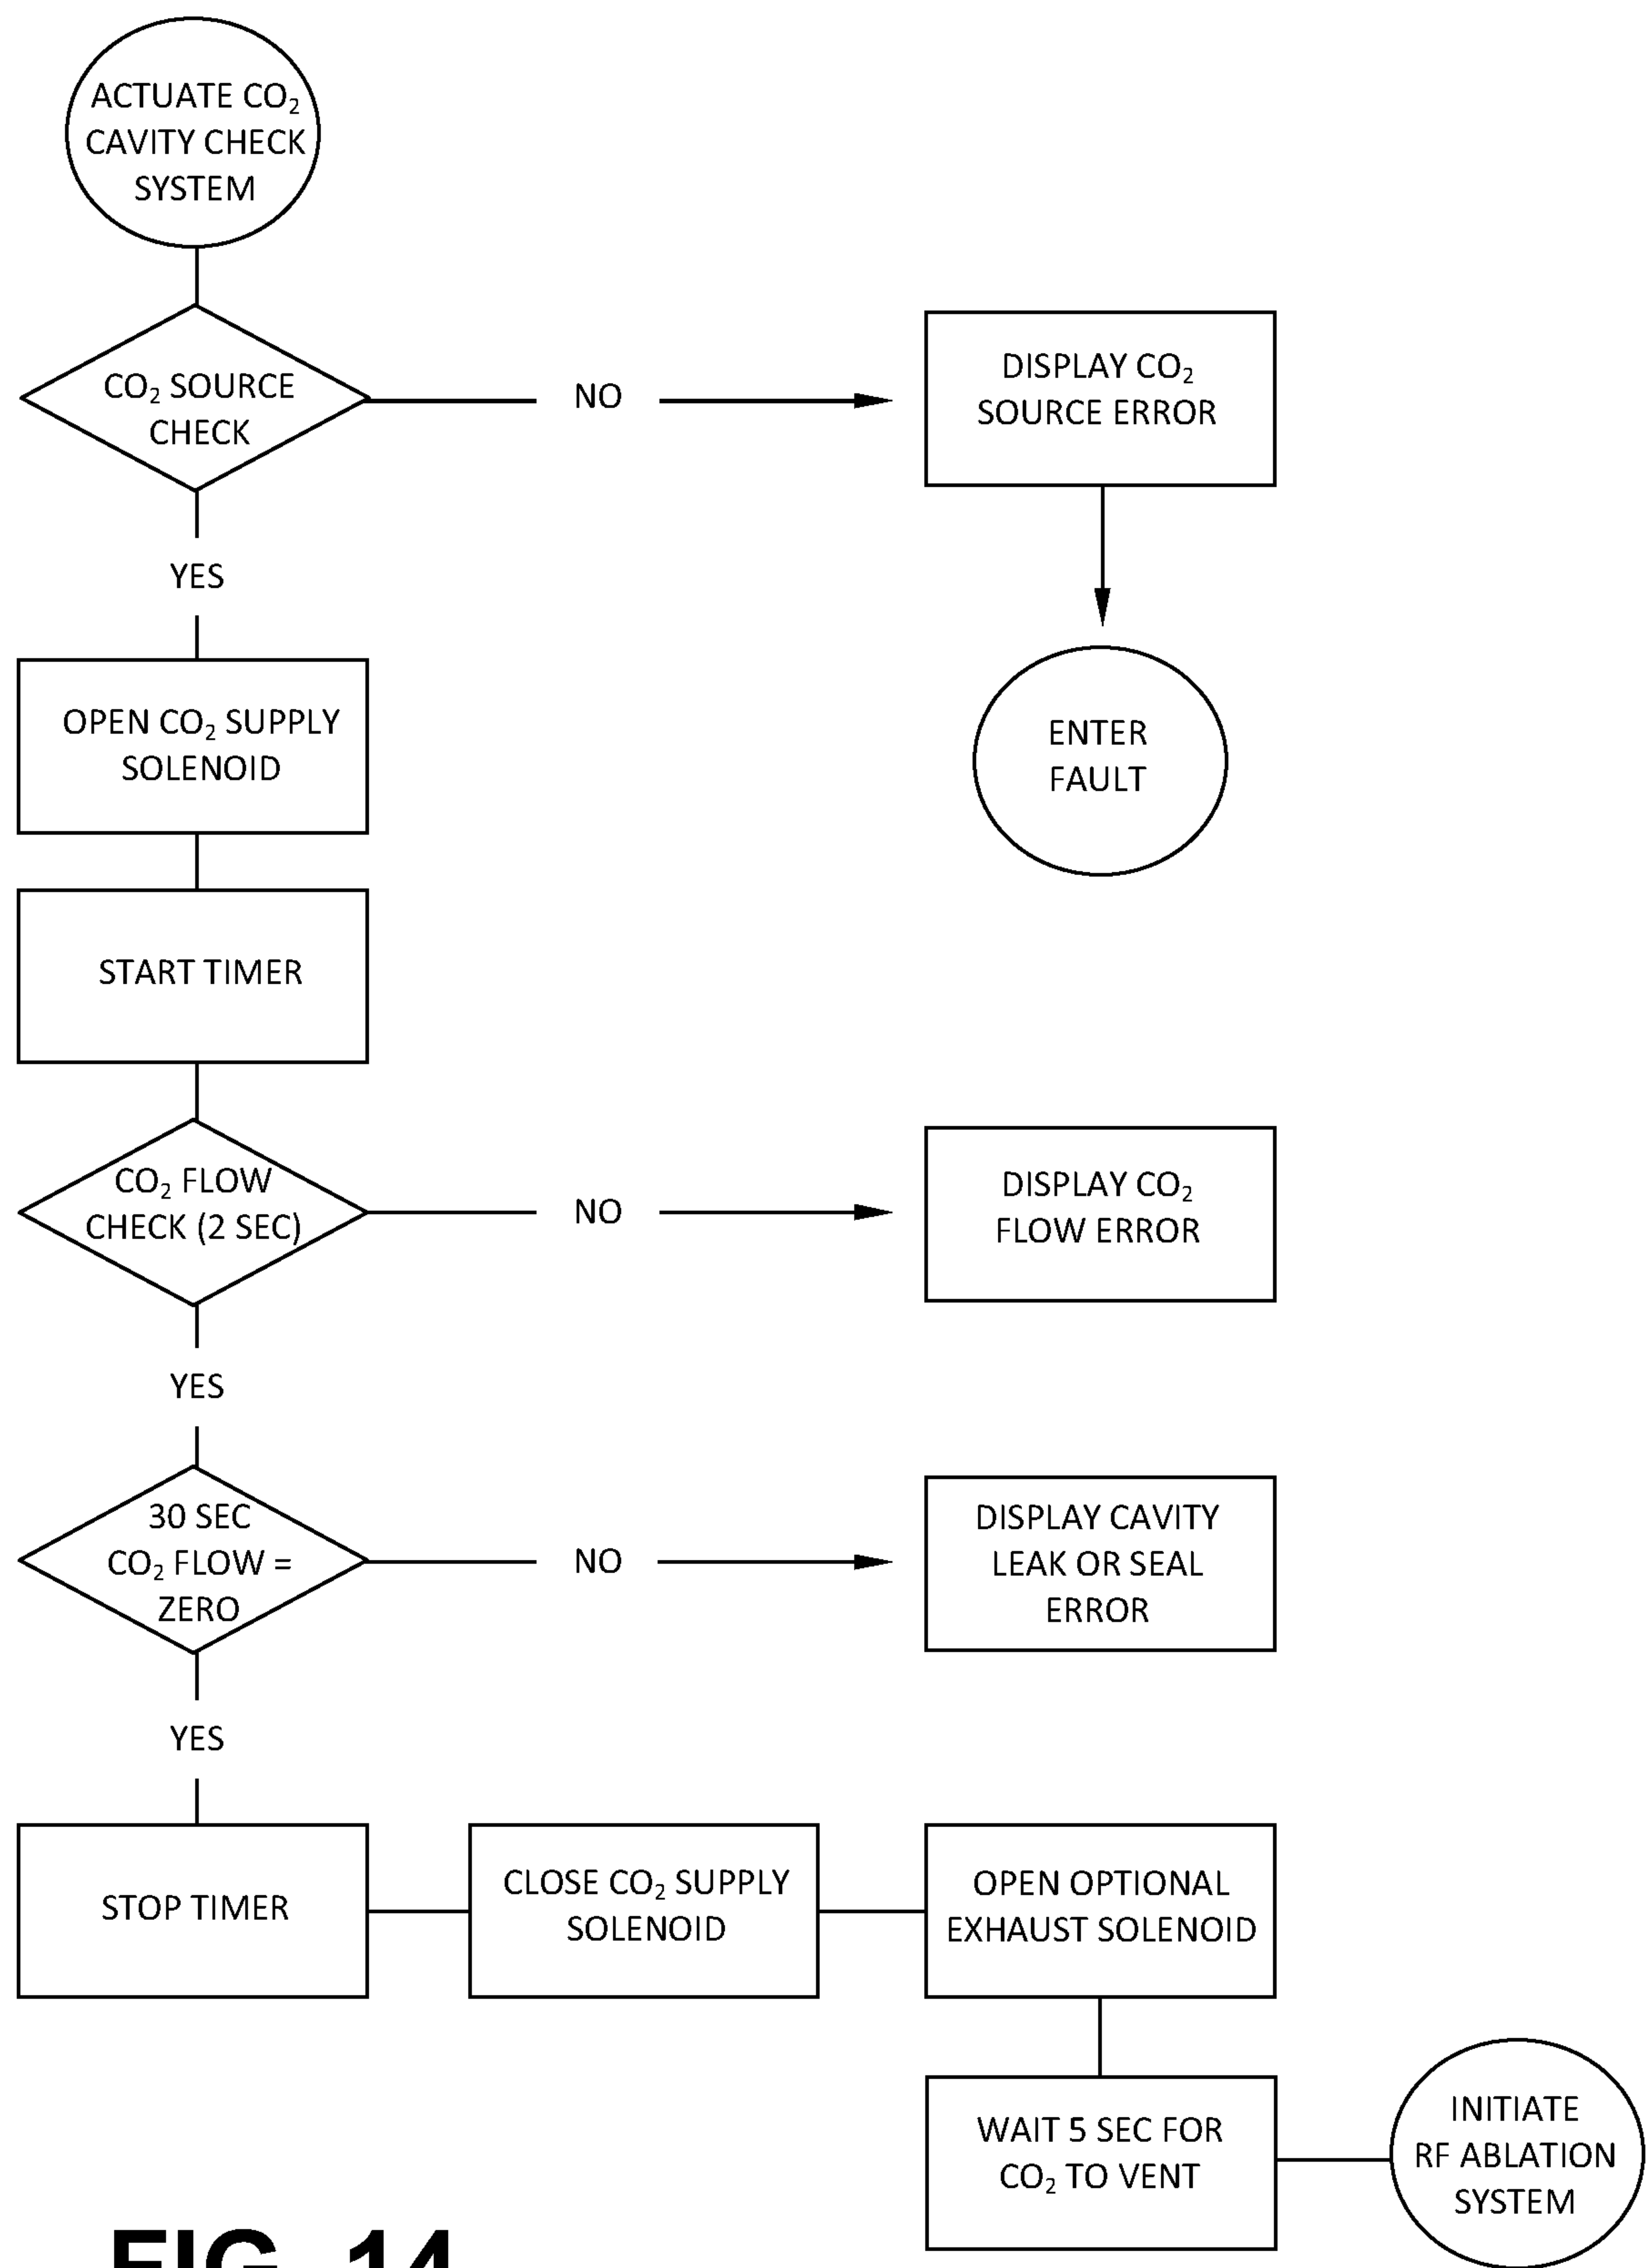 ACTUATE CO₂
CAVITY CHECK
SYSTEM
CO₂ SOURCE
CHECK
NO
DISPLAY CO₂
SOURCE ERROR
YES
ENTER
FAULT
OPEN CO₂ SUPPLY
SOLENOID
START TIMER
CO₂ FLOW
CHECK (2 SEC)
NO
DISPLAY CO₂
FLOW ERROR
YES
30 SEC
CO₂ FLOW =
ZERO
NO
DISPLAY CAVITY
LEAK OR SEAL
ERROR
YES
STOP TIMER
CLOSE CO₂ SUPPLY
SOLENOID
OPEN OPTIONAL
EXHAUST SOLENOID
WAIT 5 SEC FOR
CO₂ TO VENT
INITIATE
RF ABLATION
SYSTEM
FIG. 14